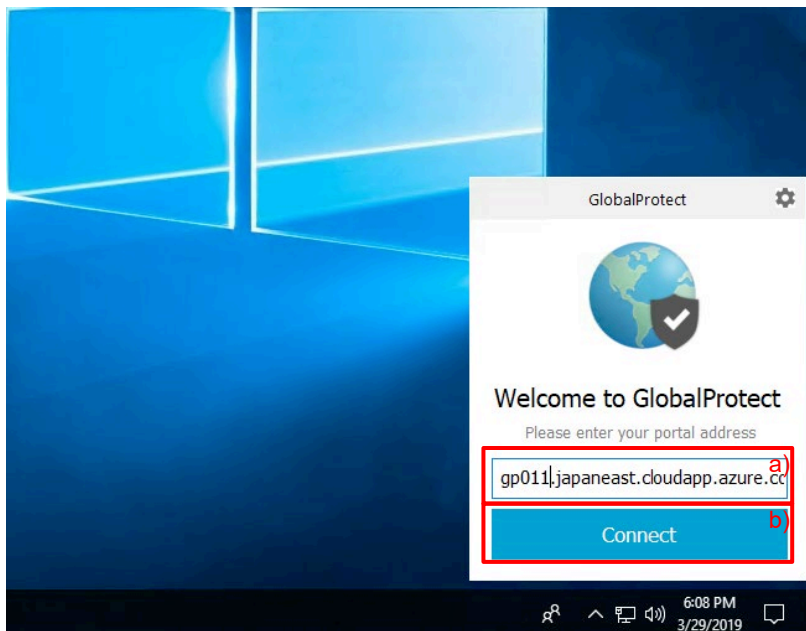 GlobalProtect
Welcome to GlobalProtect
Please enter your portal address
a)
gp011.japaneast.cloudapp.azure.co
b)
Connect
6:08 PM
3/29/2019